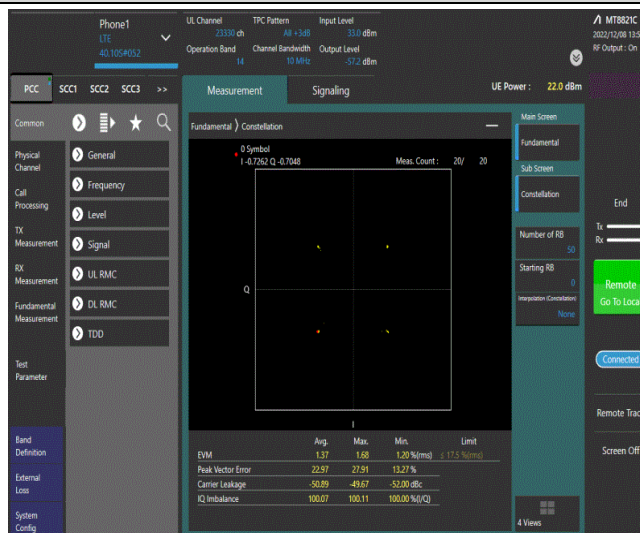 Phone1
LTE
40.10S#052
UL Channel TPC Pattern Input Level
23330 ch All +3dB 33.0 dBm
Operation Band Channel Bandwidth Output Level
14 10 MHz -57.2 dBm
MT8821C
2022/12/08 13:5
RF Output : On
PCC SCC1 SCC2 SCC3 >>
Measurement Signaling
UE Power : 22.0 dBm
Common
Physical
Channel
Call
Processing
TX
Measurement
RX
Measurement
Fundamental
Measurement
Test
Parameter
Band
Definition
External
Loss
System
Config
General
Frequency
Level
Signal
UL RMC
DL RMC
TDD
Fundamental Constellation
0 Symbol
I -0.7262 Q -0.7048 Meas. Count : 20/ 20
Q
I
Avg. Max. Min. Limit
EVM 1.37 1.68 1.20 %(rms) ≤ 17.5 %(rms)
Peak Vector Error 22.97 27.91 13.27 %
Carrier Leakage -50.89 -49.67 -52.00 dBc
IQ Imbalance 100.07 100.11 100.00 %(I/Q)
Main Screen
Fundamental
Sub Screen
Constellation
Number of RB
50
Starting RB
0
Interpolation (Constellation)
None
4 Views
End
Tx
Rx
Remote
Go To Loca
Connected
Remote Trac
Screen Off